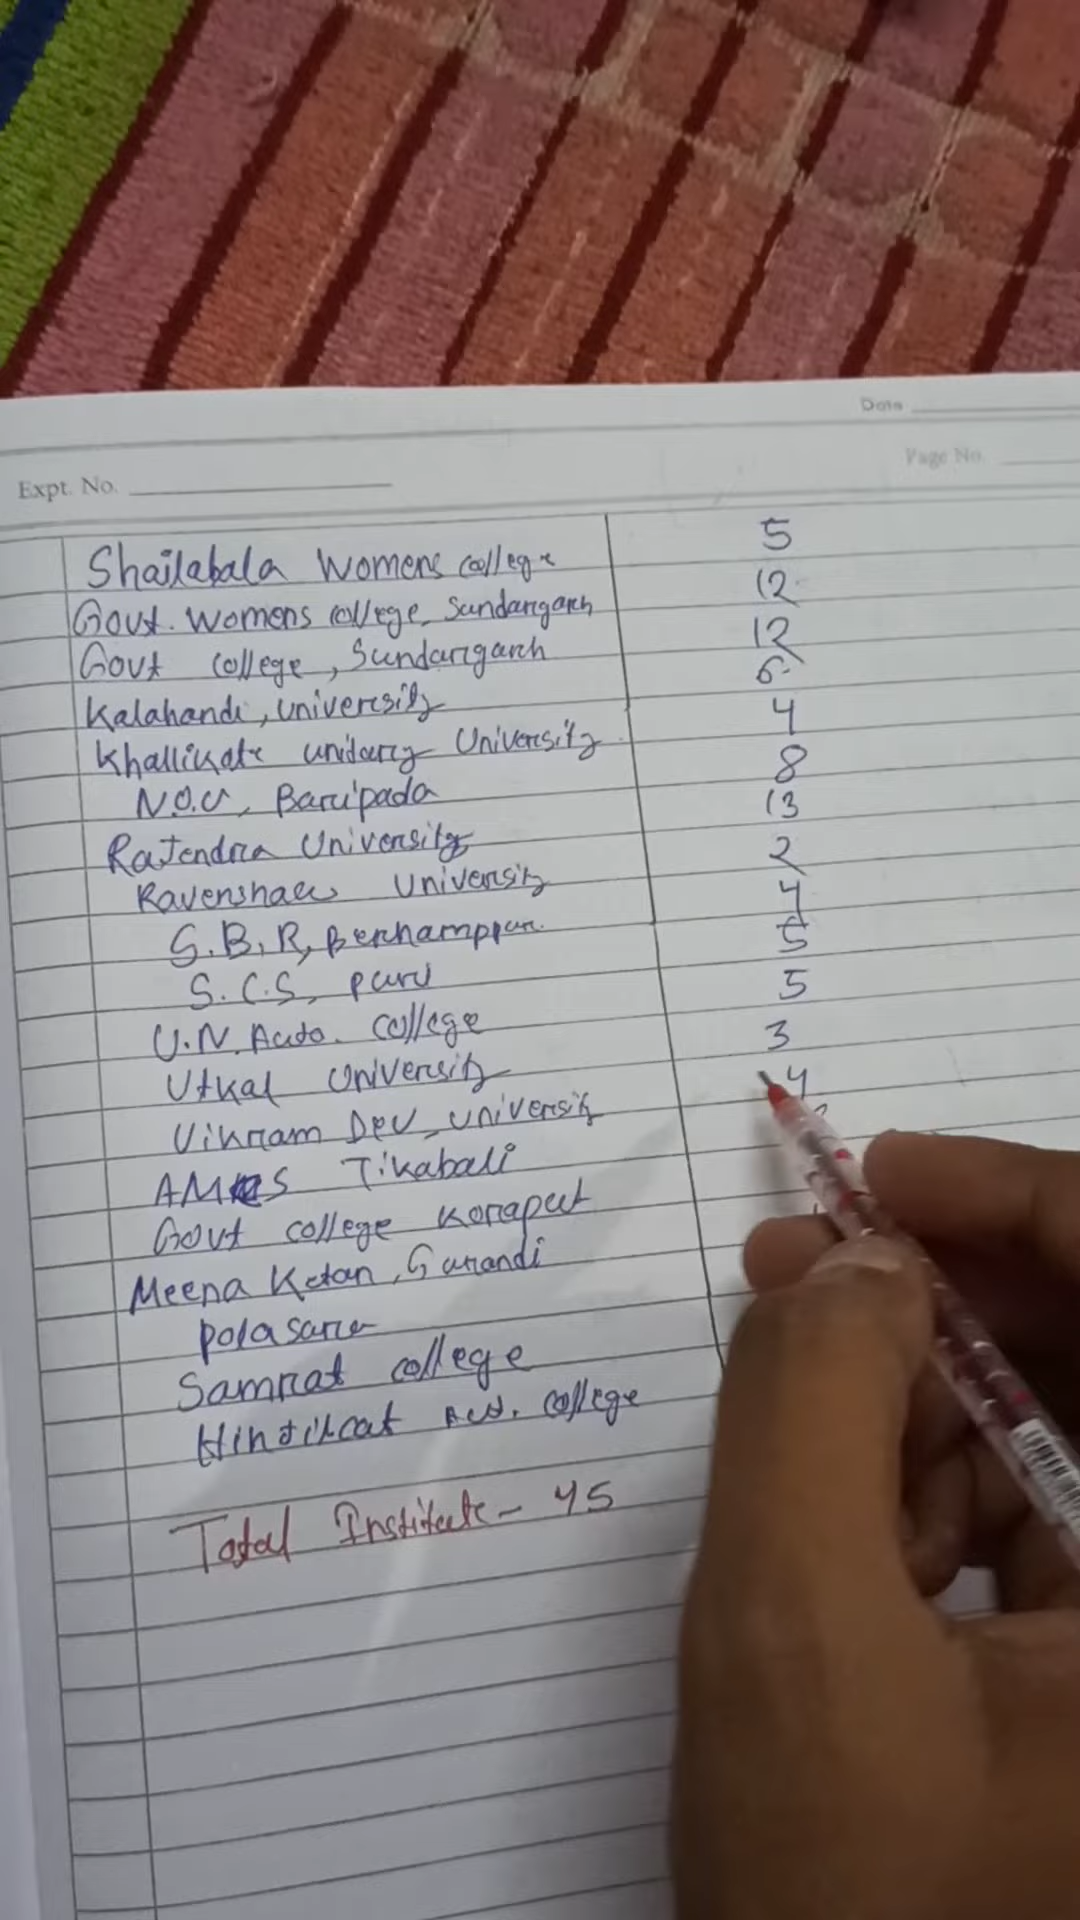 Date
Page No.
Expt. No.
Shailabala Womens college 5
Govt. Womens college, Sundargarh 12
Govt college, Sundargarh 12
Kalahandi, University 6
Khallikote unitary University 4
N.O.U, Baripada 8
Rajendra University 13
Ravenshaw University 2
S.B.R, Berhampur. 4
S.C.S, puri 5
U.N. Auto. college 5
Utkal University 3
Vikram Dev, University 4
AMCS Tikabali
Govt college Koraput
Meena Ketan,
polasara
Samrat college
Hinjilicat college
Total Institute - 45